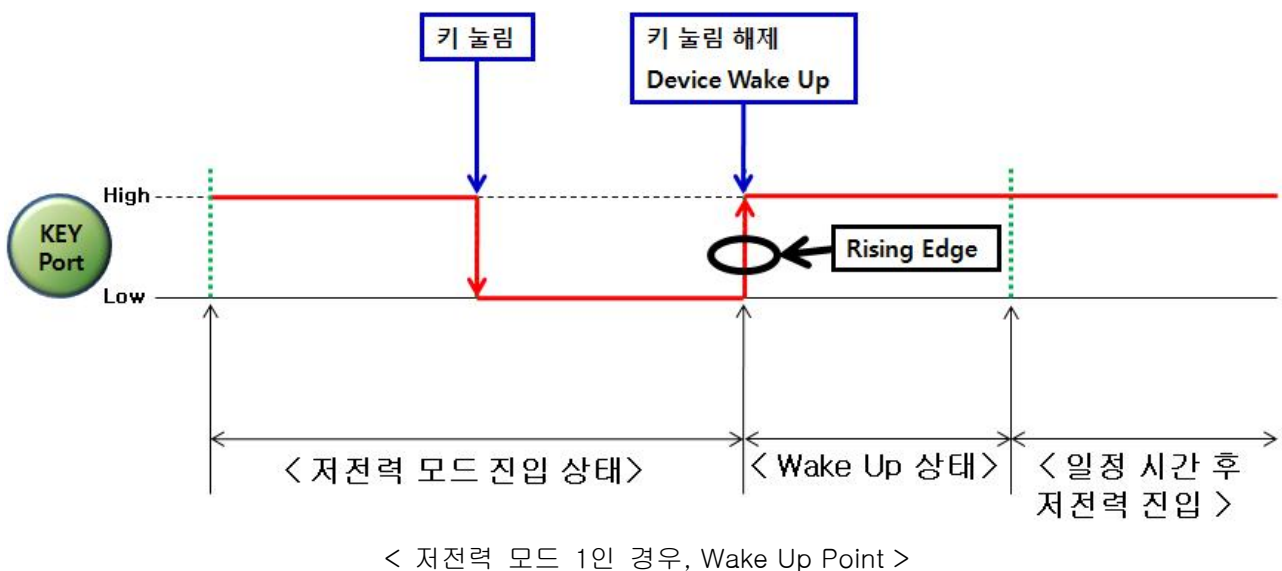 키 눌림
키 눌림 해제
Device Wake Up
High
KEY
Port
Rising Edge
Low
< 저전력 모드 진입 상태>
< Wake Up 상태>
< 일정 시간 후
저전력 진입 >
< 저전력 모드 1인 경우, Wake Up Point >